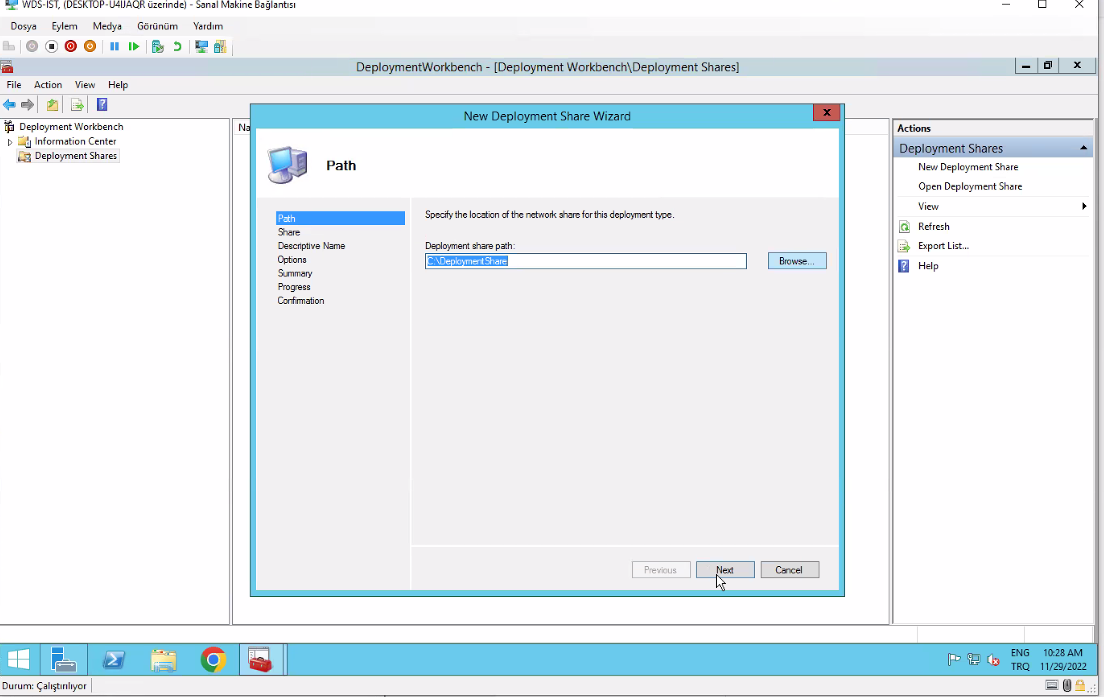 WDS-IST, (DESKTOP-U4IJAQR üzerinde) - Sanal Makine Bağlantısı
Dosya Eylem Medya Görünüm Yardım
DeploymentWorkbench - [Deployment Workbench\Deployment Shares]
File Action View Help
Deployment Workbench
Information Center
Deployment Shares
Na
New Deployment Share Wizard
Path
Path
Share
Descriptive Name
Options
Summary
Progress
Confirmation
Specify the location of the network share for this deployment type.
Deployment share path:
C:\DeploymentShare
Browse...
Previous Next Cancel
Actions
Deployment Shares
New Deployment Share
Open Deployment Share
View
Refresh
Export List...
Help
ENG 10:28 AM
TRQ 11/29/2022
Durum: Çalıştırılıyor